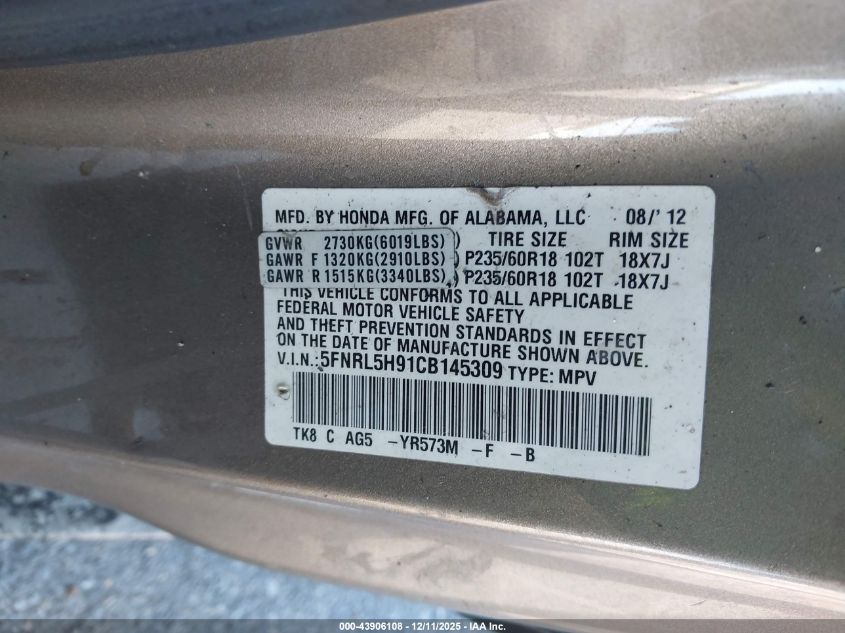 MFD. BY HONDA MFG. OF ALABAMA, LLC 08/'12
GVWR 2730KG(6019LBS) ) TIRE SIZE RIM SIZE
GAWR F 1320KG(2910LBS) ) P235/60R18 102T 18X7J
GAWR R 1515KG(3340LBS) ) P235/60R18 102T 18X7J
THIS VEHICLE CONFORMS TO ALL APPLICABLE
FEDERAL MOTOR VEHICLE SAFETY
AND THEFT PREVENTION STANDARDS IN EFFECT
ON THE DATE OF MANUFACTURE SHOWN ABOVE.
V.I.N.:5FNRL5H91CB145309 TYPE: MPV
TK8 C AG5 -YR573M -F -B
000-43906108 - 12/11/2025 - IAAI.COM